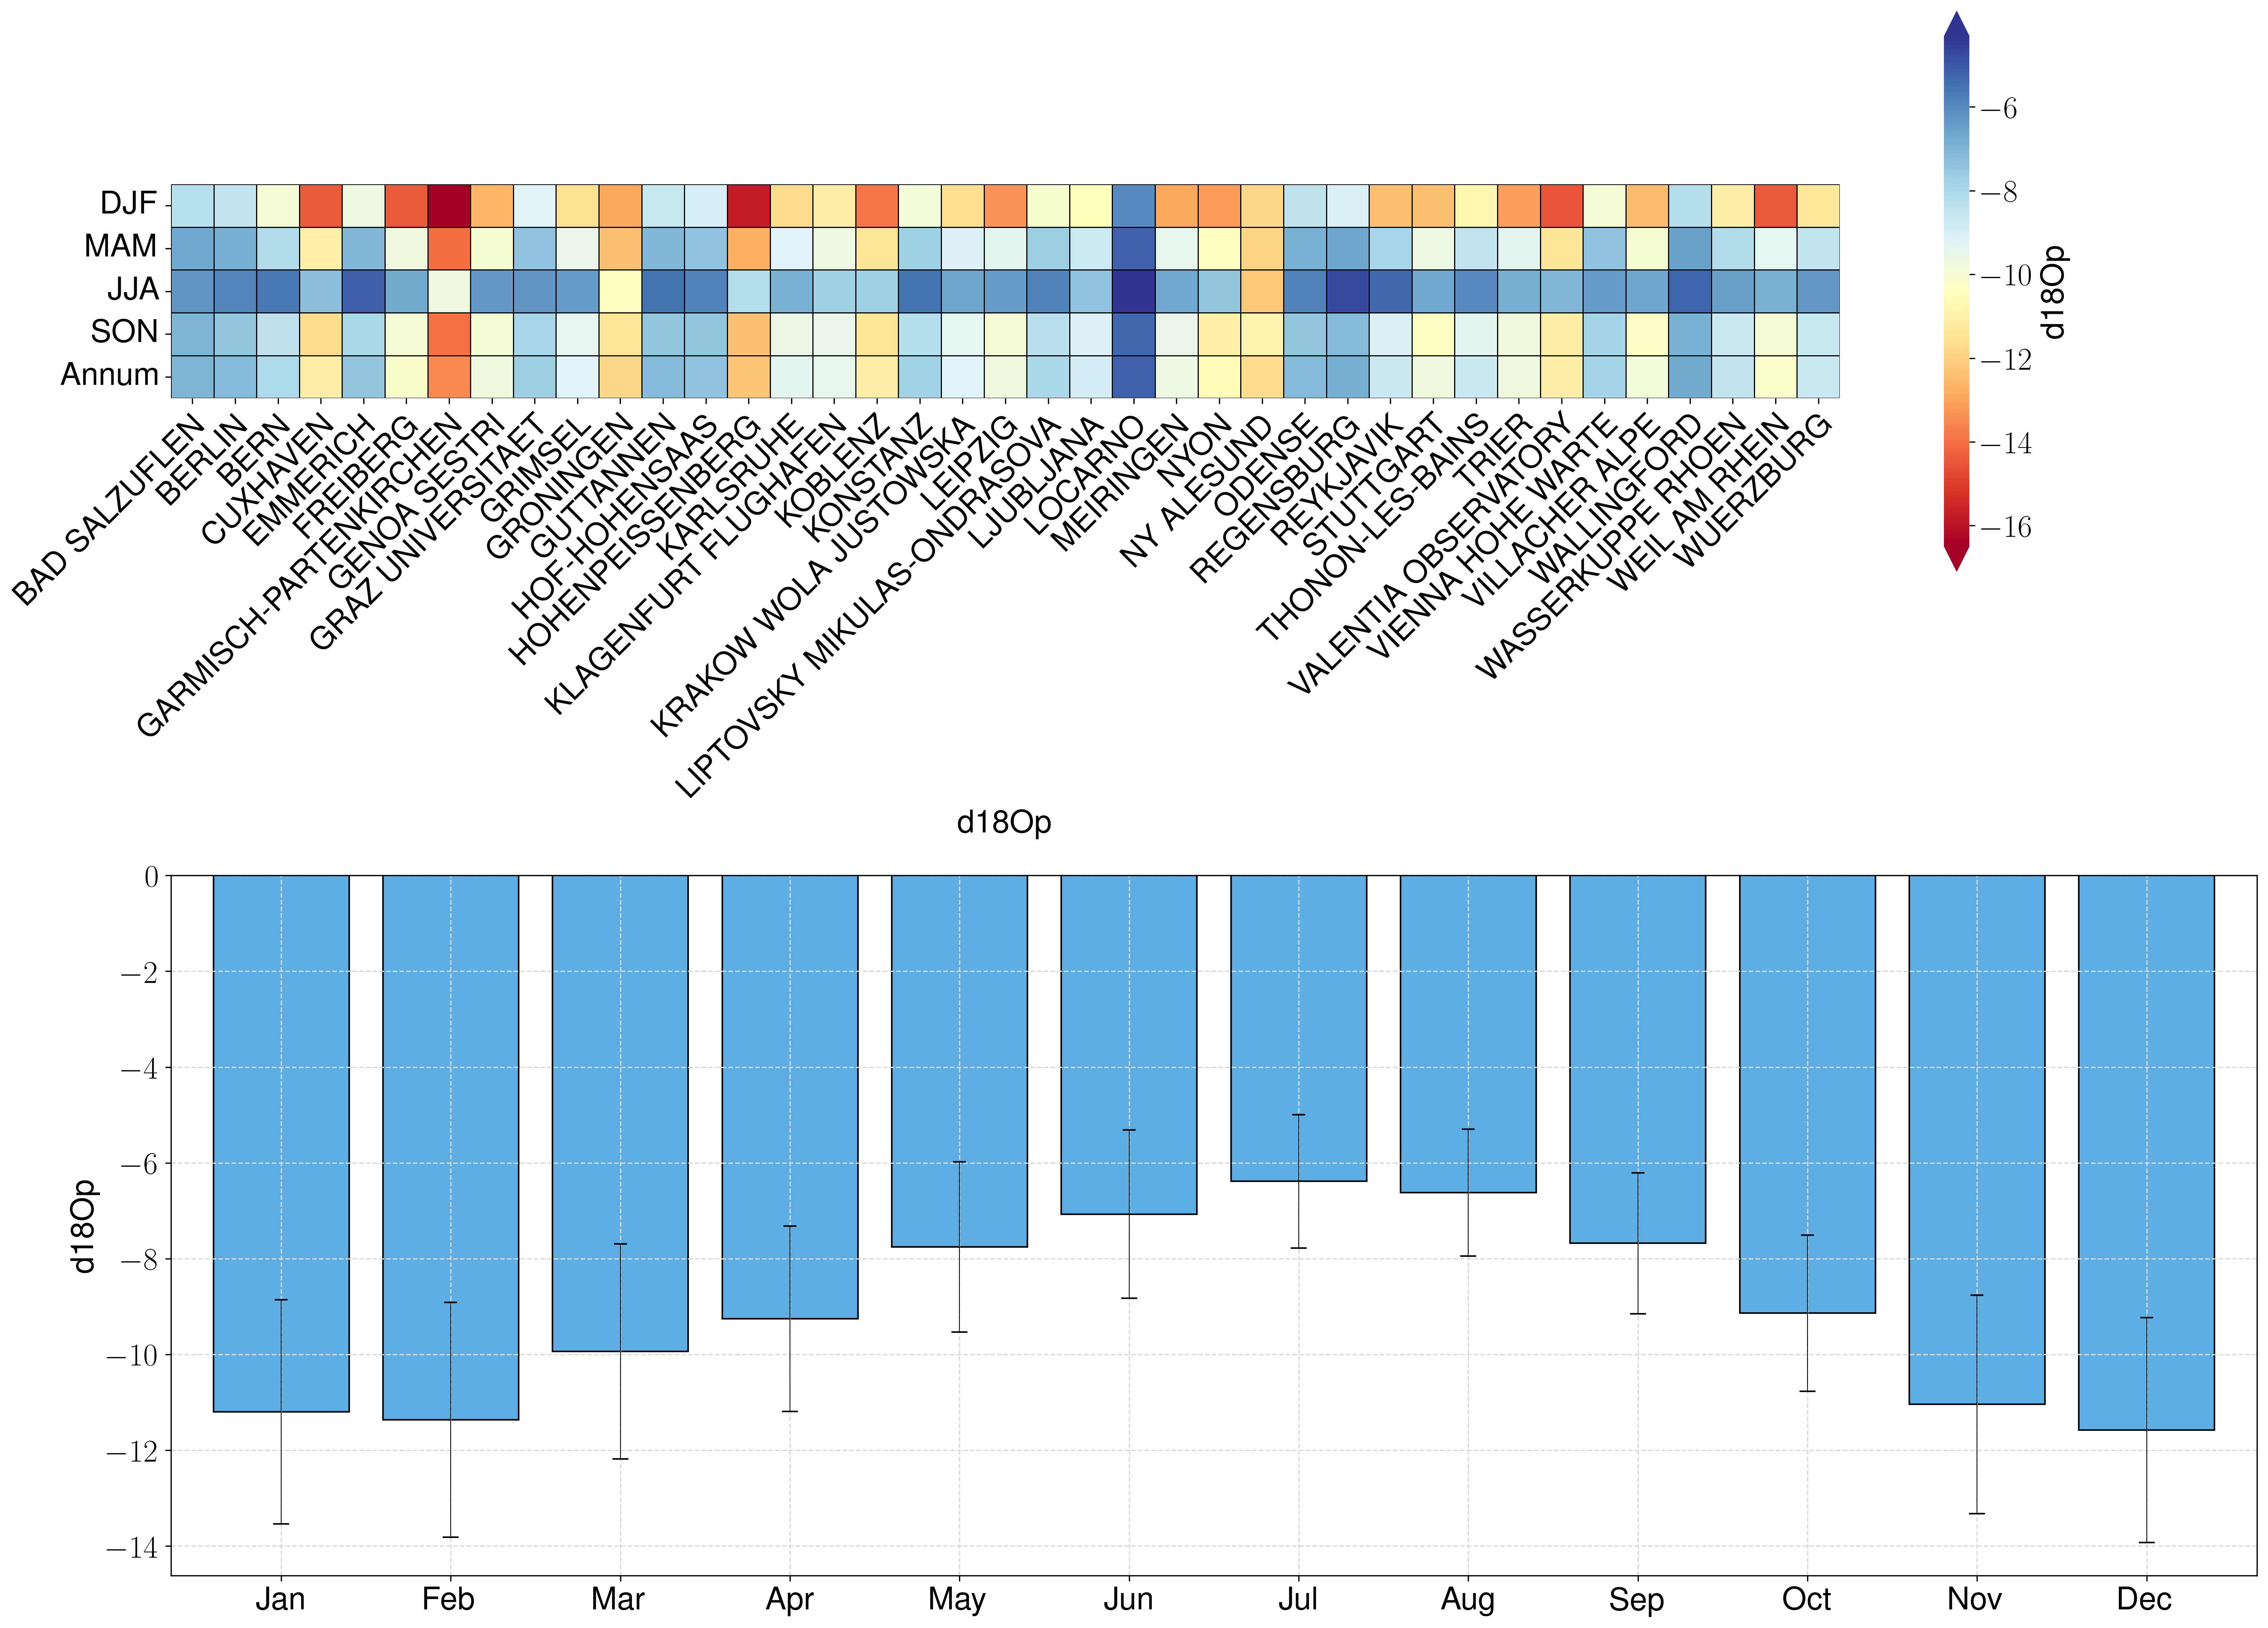 −6
−8
−10
−12
−14
−16
d18Op
DJF
MAM
JJA
SON
Annum
BAD SALZUFLEN
BERLIN
BERN
CUXHAVEN
EMMERICH
FREIBERG
GARMISCH-PARTENKIRCHEN
GENOA SESTRI
GRAZ UNIVERSITAET
GRIMSEL
GRONINGEN
GUTTANNEN
HOF-HOHENSAAS
HOHENPEISSENBERG
KARLSRUHE
KLAGENFURT FLUGHAFEN
KOBLENZ
KONSTANZ
KRAKOW WOLA JUSTOWSKA
LEIPZIG
LIPTOVSKY MIKULAS-ONDRASOVA
LJUBLJANA
LOCARNO
MEIRINGEN
NYON
NY ALESUND
ODENSE
REGENSBURG
REYKJAVIK
STUTTGART
THONON-LES-BAINS
TRIER
VALENTIA OBSERVATORY
VIENNA HOHE WARTE
VILLACHER ALPE
WALLINGFORD
WASSERKUPPE RHOEN
WEIL AM RHEIN
WUERZBURG
d18Op
0
−2
−4
−6
−8
−10
−12
−14
d18Op
Jan
Feb
Mar
Apr
May
Jun
Jul
Aug
Sep
Oct
Nov
Dec